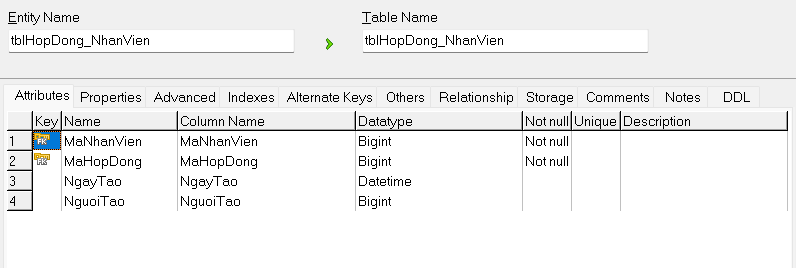 Entity Name Table Name
tblHopDong_NhanVien tblHopDong_NhanVien
Attributes Properties Advanced Indexes Alternate Keys Others Relationship Storage Comments Notes DDL
Key Name Column Name Datatype Not null Unique Description
1 MaNhanVien MaNhanVien Bigint Not null
2 MaHopDong MaHopDong Bigint Not null
3 NgayTao NgayTao Datetime
4 NguoiTao NguoiTao Bigint